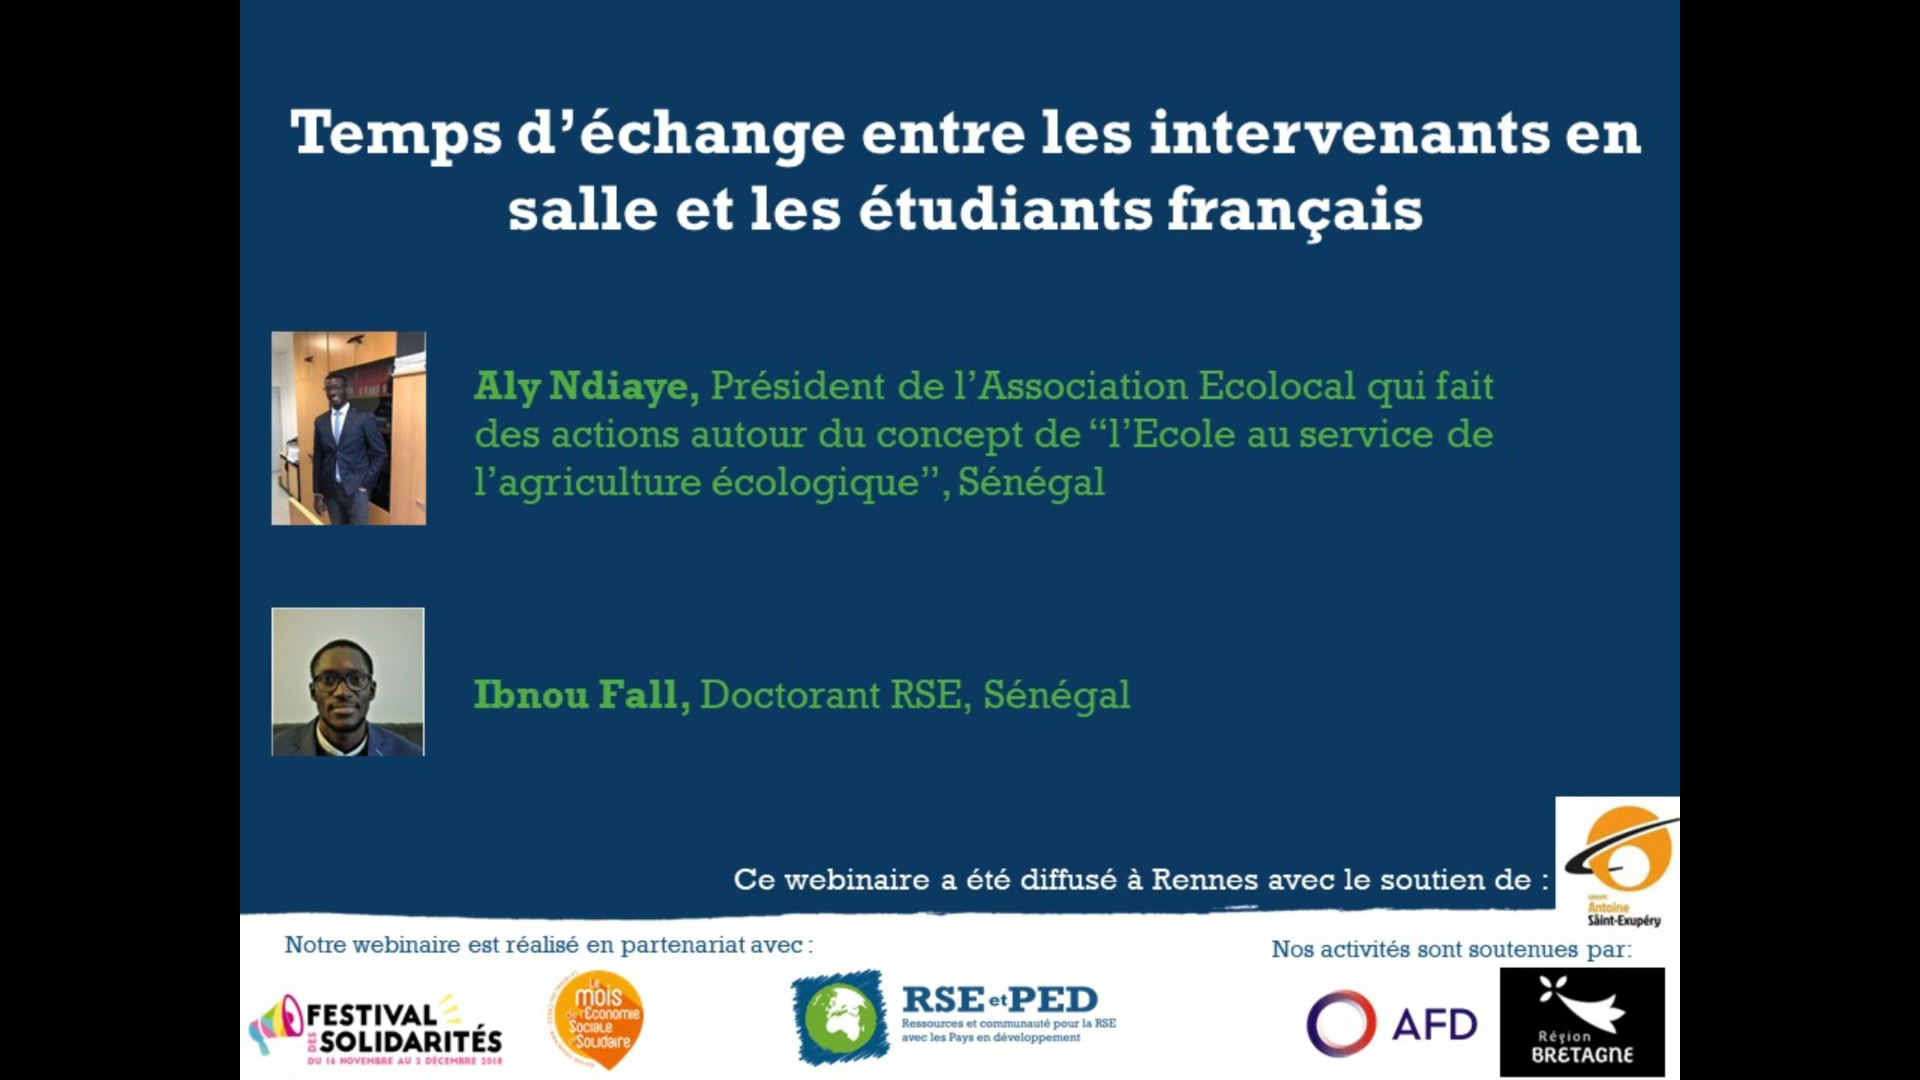 Temps d’échange entre les intervenants en
salle et les étudiants français
Aly Ndiaye, Président de l’Association Ecolocal qui fait
des actions autour du concept de “l’Ecole au service de
l’agriculture écologique”, Sénégal
Ibnou Fall, Doctorant RSE, Sénégal
Ce webinaire a été diffusé à Rennes avec le soutien de :
Antoine
Saint-Exupéry
Notre webinaire est réalisé en partenariat avec :
Nos activités sont soutenues par:
FESTIVAL
DES SOLIDARITÉS
DU 16 NOVEMBRE AU 2 DÉCEMBRE 2018
Le
mois
de l'Économie
Sociale
Solidaire
RSE et PED
Ressources et communauté pour la RSE
avec les Pays en développement
AFD
Région
BRETAGNE